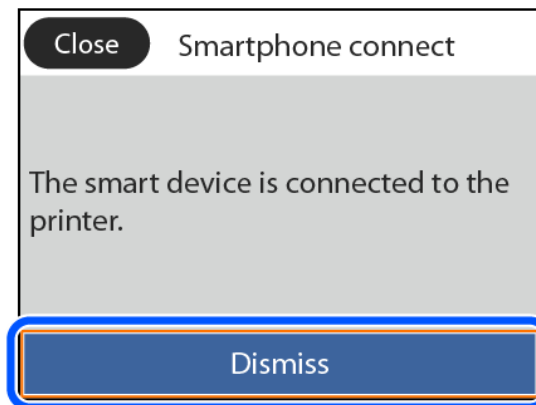 Close
Smartphone connect
The smart device is connected to the
printer.
Dismiss